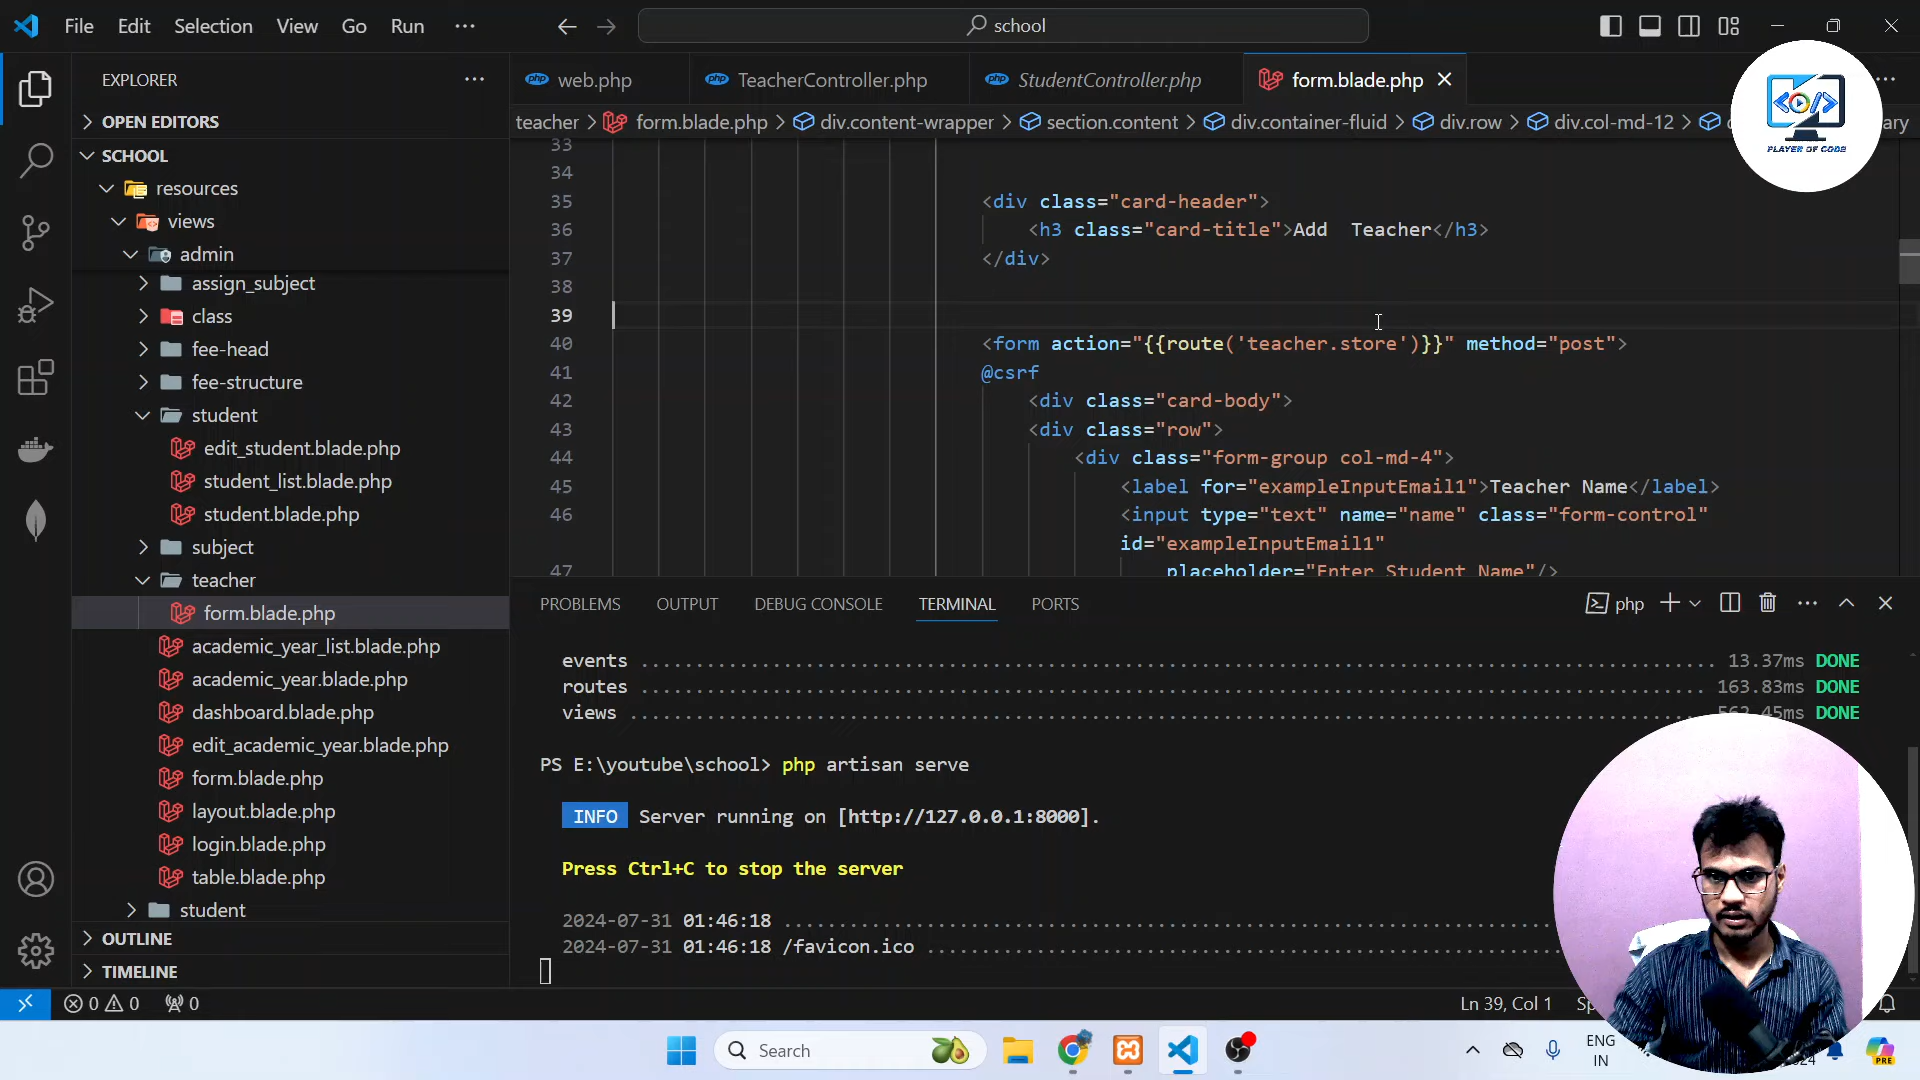 File Edit Selection View Go Run ···
school
EXPLORER ···
OPEN EDITORS
SCHOOL
resources
views
admin
assign_subject
class
fee-head
fee-structure
student
edit_student.blade.php
student_list.blade.php
student.blade.php
subject
teacher
form.blade.php
academic_year_list.blade.php
academic_year.blade.php
dashboard.blade.php
edit_academic_year.blade.php
form.blade.php
layout.blade.php
login.blade.php
table.blade.php
student
OUTLINE
TIMELINE
php web.php php TeacherController.php php StudentController.php form.blade.php
teacher > form.blade.php > div.content-wrapper > section.content > div.container-fluid > div.row > div.col-md-12 >
PLAYER OF CODE
33
34
35 <div class="card-header">
36 <h3 class="card-title">Add  Teacher</h3>
37 </div>
38
39
40 <form action="{{route('teacher.store')}}" method="post">
41 @csrf
42 <div class="card-body">
43 <div class="row">
44 <div class="form-group col-md-4">
45 <label for="exampleInputEmail1">Teacher Name</label>
46 <input type="text" name="name" class="form-control"
id="exampleInputEmail1"
47 placeholder="Enter Student Name"/>
PROBLEMS OUTPUT DEBUG CONSOLE TERMINAL PORTS php
events ........ 13.37ms DONE
routes ........ 163.83ms DONE
views ........ 562.45ms DONE
PS E:\youtube\school> php artisan serve
INFO Server running on [http://127.0.0.1:8000].
Press Ctrl+C to stop the server
2024-07-31 01:46:18 ........
2024-07-31 01:46:18 /favicon.ico ........
0 0 0
Ln 39, Col 1
Search
ENG
IN
PRE